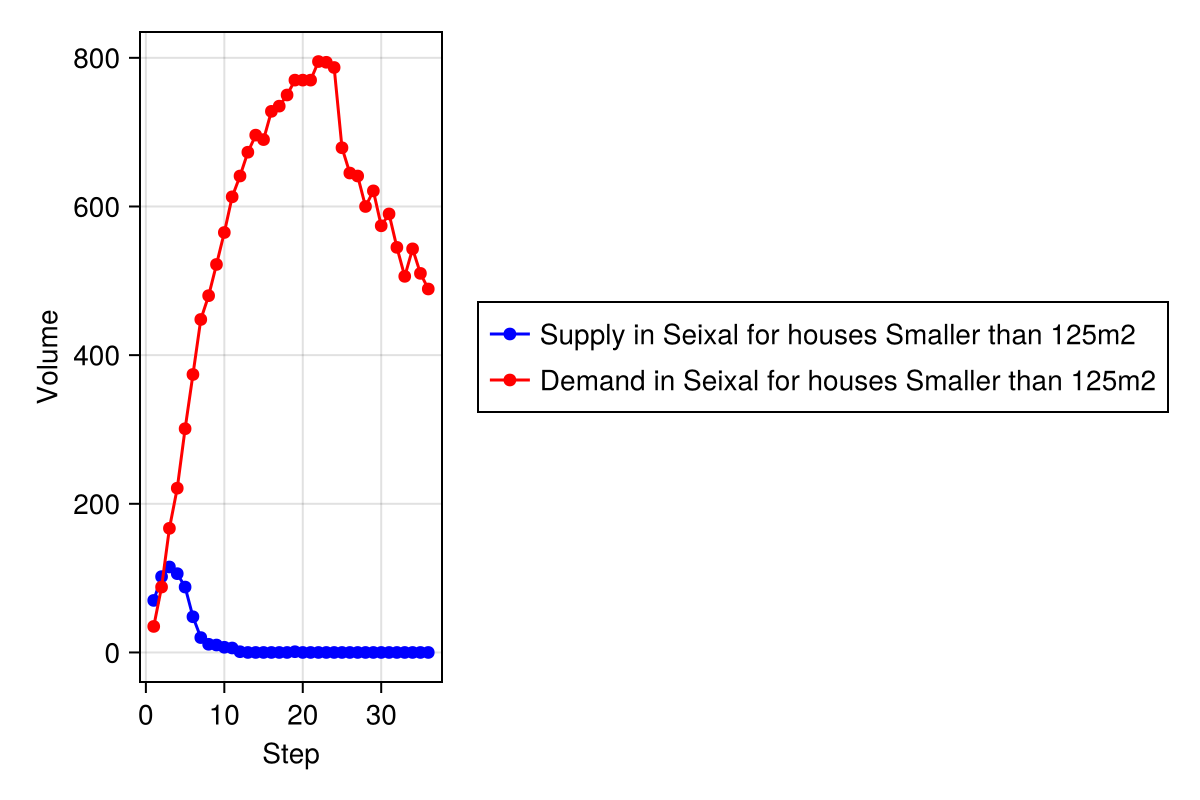 800
600
400
200
0
Volume
0 10 20 30
Step
Supply in Seixal for houses Smaller than 125m2
Demand in Seixal for houses Smaller than 125m2